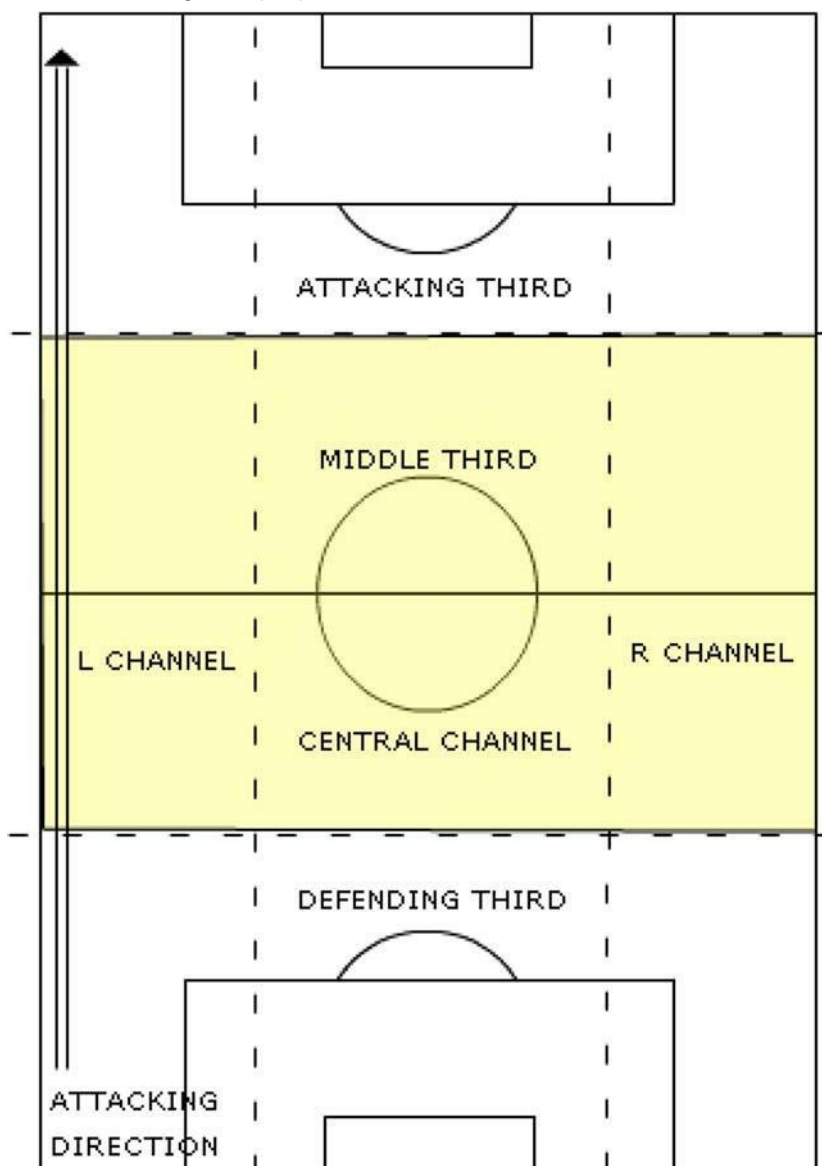 ATTACKING THIRD
MIDDLE THIRD
L CHANNEL
R CHANNEL
CENTRAL CHANNEL
DEFENDING THIRD
ATTACKING
DIRECTION